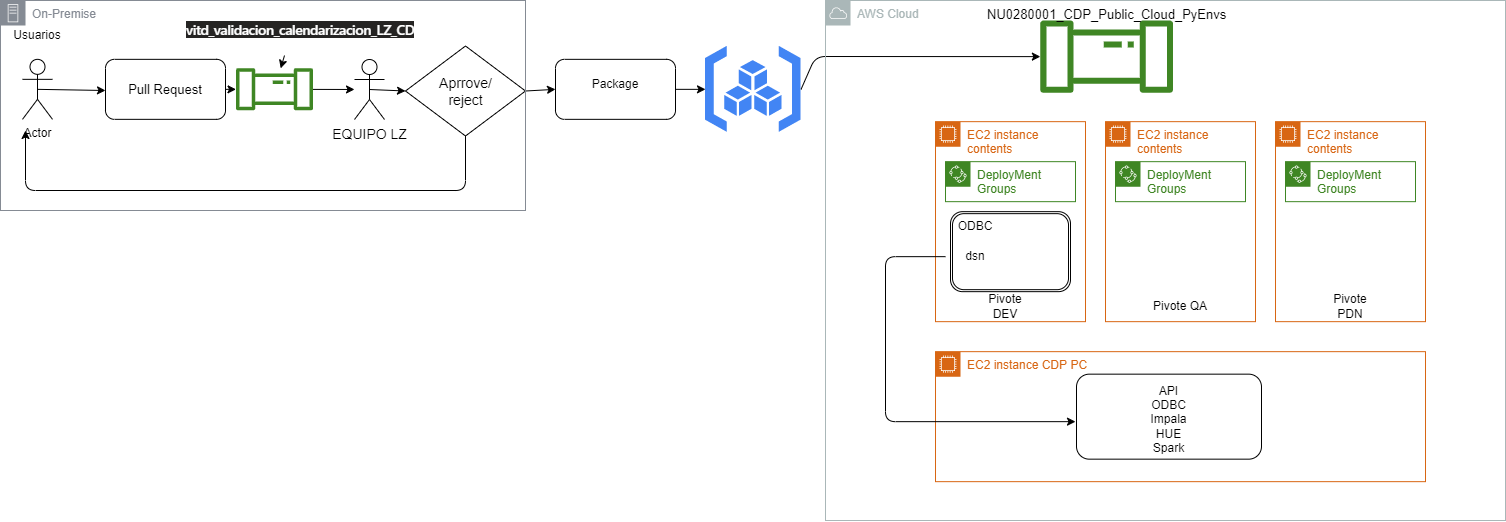 On-Premise
Usuarios
vitd_validacion_calendarizacion_LZ_CD
Actor
Pull Request
EQUIPO LZ
Aprrove/
reject
Package
AWS Cloud
NU0280001_CDP_Public_Cloud_PyEnvs
EC2 instance
contents
DeployMent
Groups
ODBC
dsn
Pivote
DEV
EC2 instance
contents
DeployMent
Groups
Pivote QA
EC2 instance
contents
DeployMent
Groups
Pivote
PDN
EC2 instance CDP PC
API
ODBC
Impala
HUE
Spark